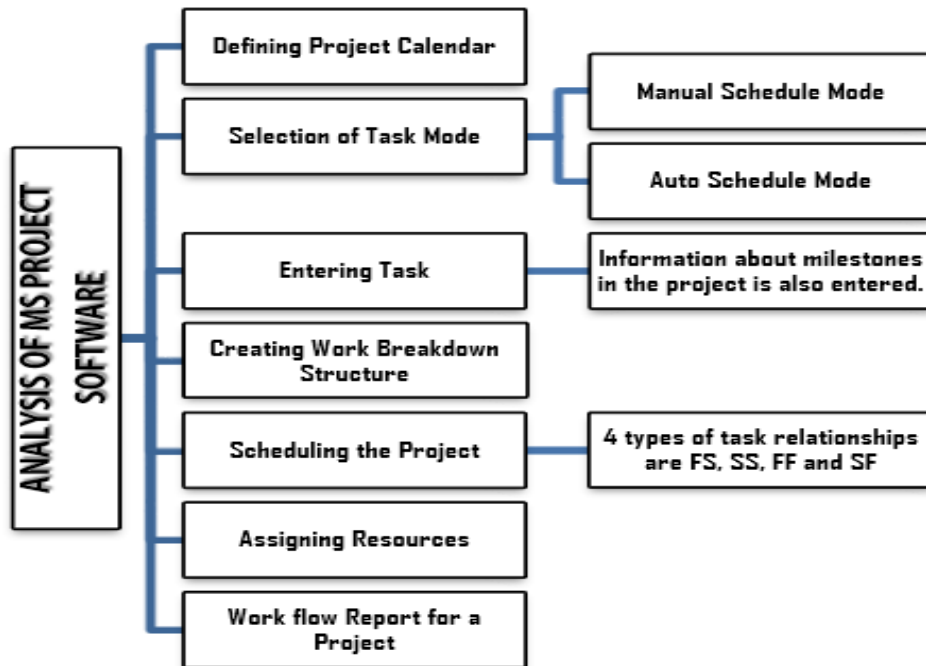 ANALYSIS OF MS PROJECT
SOFTWARE
Defining Project Calendar
Selection of Task Mode
Manual Schedule Mode
Auto Schedule Mode
Entering Task
Information about milestones
in the project is also entered.
Creating Work Breakdown
Structure
Scheduling the Project
4 types of task relationships
are FS, SS, FF and SF
Assigning Resources
Work flow Report for a
Project